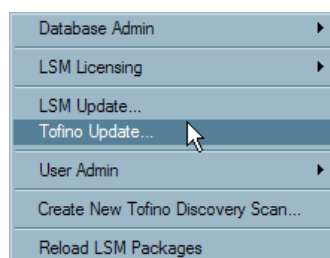 Database Admin
LSM Licensing
LSM Update...
Tofino Update...
User Admin
Create New Tofino Discovery Scan...
Reload LSM Packages